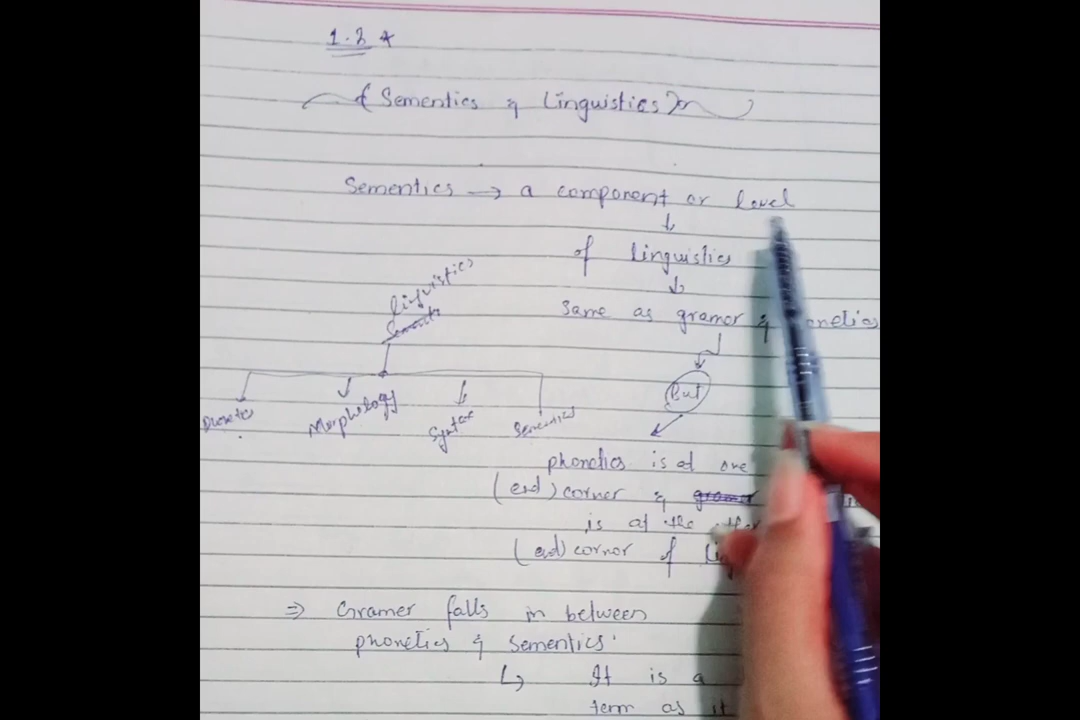 1.2 *
{ Sementics & Linguistics }
Sementics → a component or level
↓
of linguistics
↓
Same as gramer &
linguistics
Morphology
Syntax
But
phonetics is at one
(end) corner &
is at the other
(end) corner of
⇒ Gramer falls in between
phonetics & Sementics'
↳ It is a
term as it